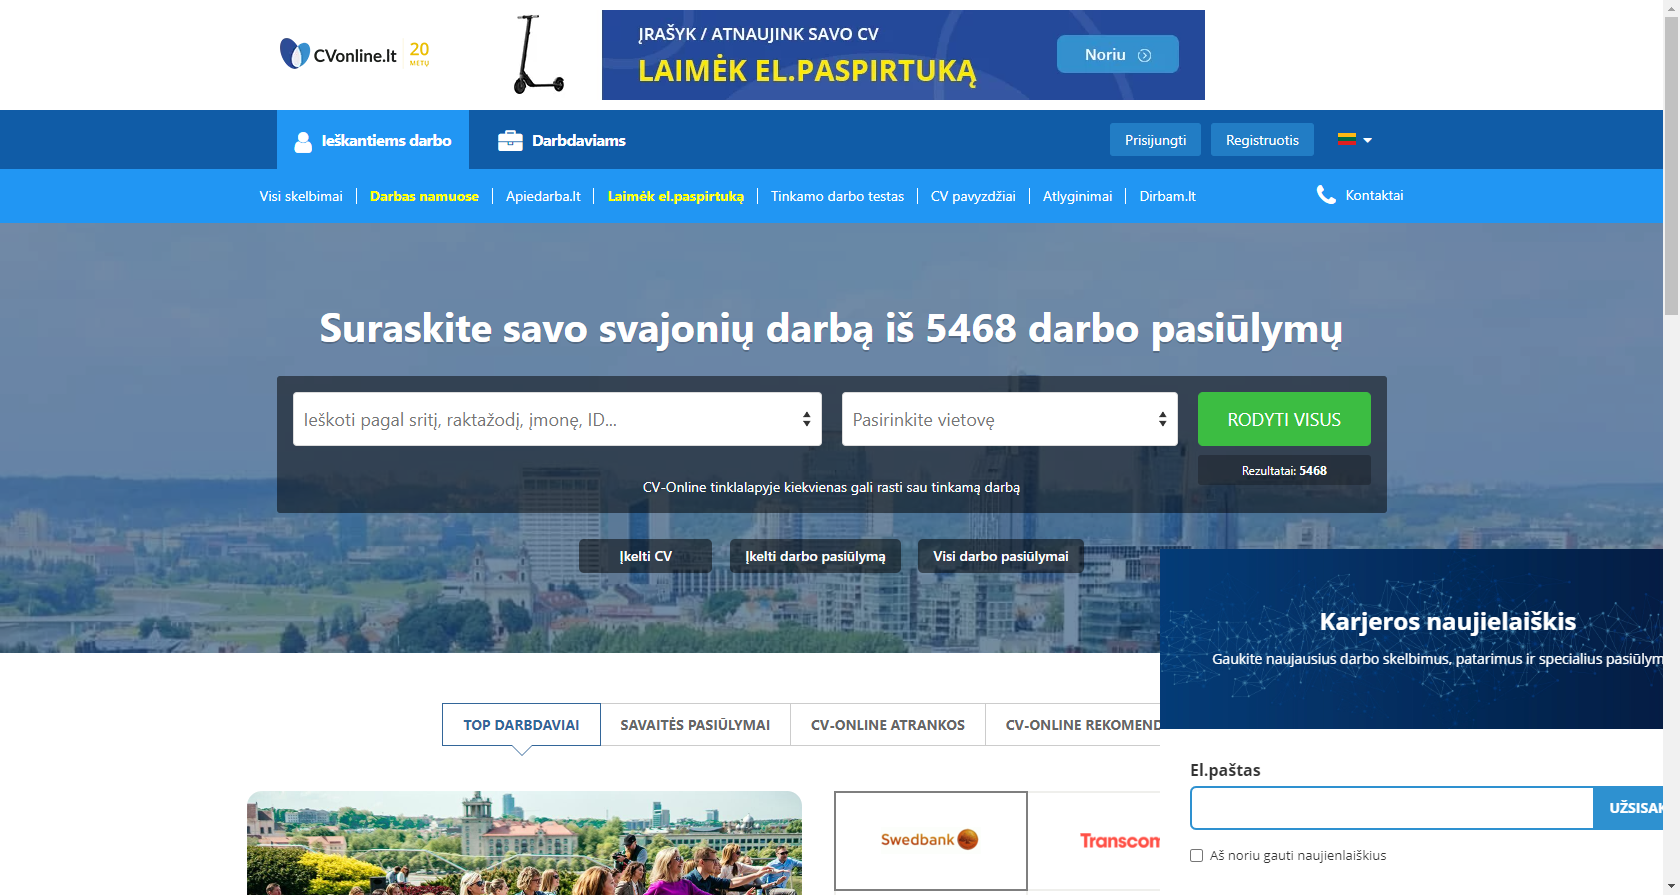 CVonline.lt
20
METŲ
ĮRAŠYK / ATNAUJINK SAVO CV
LAIMĖK EL.PASPIRTUKĄ
Noriu
Ieškantiems darbo
Darbdaviams
Prisijungti
Registruotis
Visi skelbimai
Darbas namuose
Apiedarba.lt
Laimėk el.paspirtuką
Tinkamo darbo testas
CV pavyzdžiai
Atlyginimai
Dirbam.lt
Kontaktai
Suraskite savo svajonių darbą iš 5468 darbo pasiūlymų
Ieškoti pagal sritį, raktažodį, įmonę, ID...
Pasirinkite vietovę
RODYTI VISUS
Rezultatai: 5468
CV-Online tinklalapyje kiekvienas gali rasti sau tinkamą darbą
Įkelti CV
Įkelti darbo pasiūlymą
Visi darbo pasiūlymai
Karjeros naujielaiškis
Gaukite naujausius darbo skelbimus, patarimus ir specialius pasiūlym
TOP DARBDAVIAI
SAVAITĖS PASIŪLYMAI
CV-ONLINE ATRANKOS
CV-ONLINE REKOMEND
El.paštas
UŽSISAK
Swedbank
Transcom
Aš noriu gauti naujienlaiškius